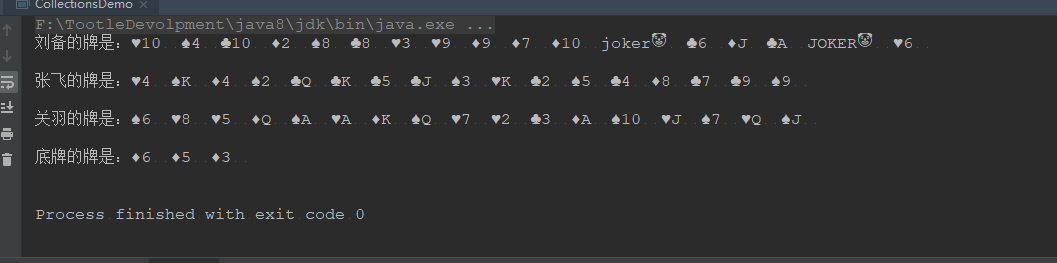 CollectionsDemo ×
F:\TootleDevolpment\java8\jdk\bin\java.exe ...
刘备的牌是：♥10 ♠4 ♣10 ♦2 ♠8 ♣8 ♥3 ♥9 ♦9 ♦7 ♦10 joker🤡 ♣6 ♦J ♣A JOKER🤡 ♥6
张飞的牌是：♥4 ♠K ♦4 ♠2 ♣Q ♣K ♣5 ♣J ♠3 ♥K ♣2 ♠5 ♣4 ♦8 ♣7 ♣9 ♠9
关羽的牌是：♠6 ♥8 ♥5 ♦Q ♠A ♥A ♦K ♠Q ♥7 ♥2 ♣3 ♦A ♠10 ♥J ♠7 ♥Q ♠J
底牌的牌是：♦6 ♦5 ♦3
Process finished with exit code 0